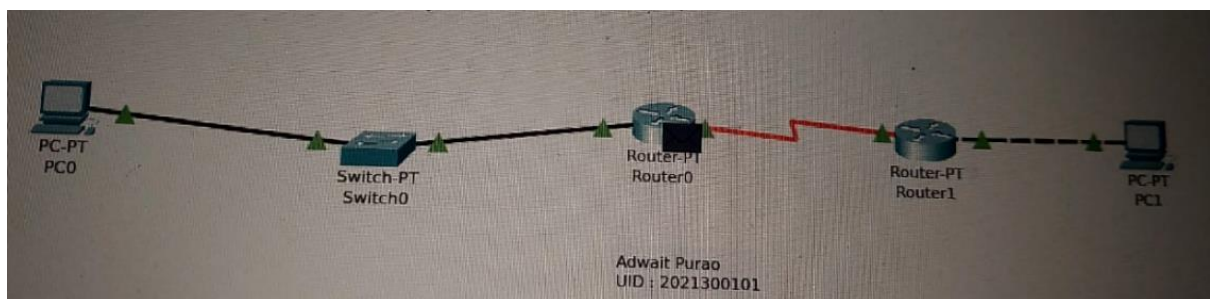 PC-PT
PC0
Switch-PT
Switch0
Router-PT
Router0
Router-PT
Router1
PC-PT
PC1
Adwait Purao
UID : 2021300101